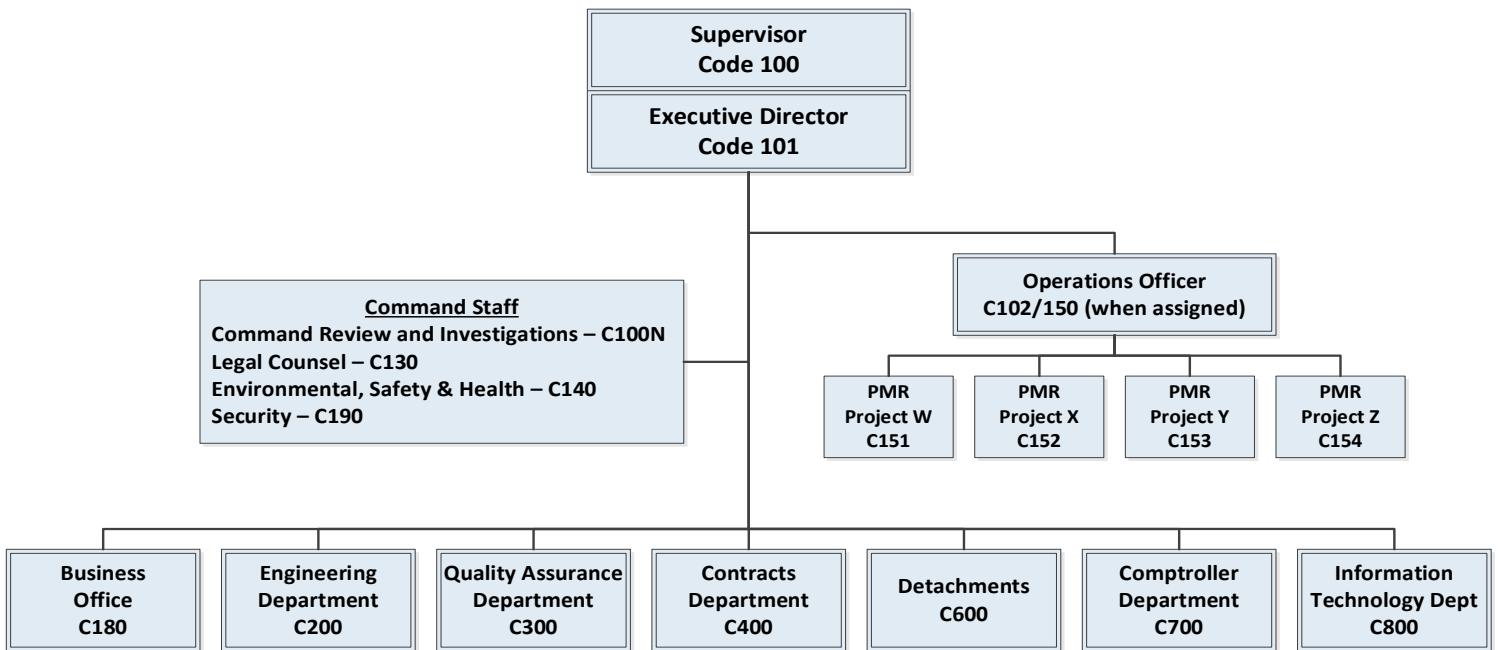 Supervisor
Code 100
Executive Director
Code 101
Command Staff
Command Review and Investigations – C100N
Legal Counsel – C130
Environmental, Safety & Health – C140
Security – C190
Operations Officer
C102/150 (when assigned)
PMR
Project W
C151
PMR
Project X
C152
PMR
Project Y
C153
PMR
Project Z
C154
Business
Office
C180
Engineering
Department
C200
Quality Assurance
Department
C300
Contracts
Department
C400
Detachments
C600
Comptroller
Department
C700
Information
Technology Dept
C800